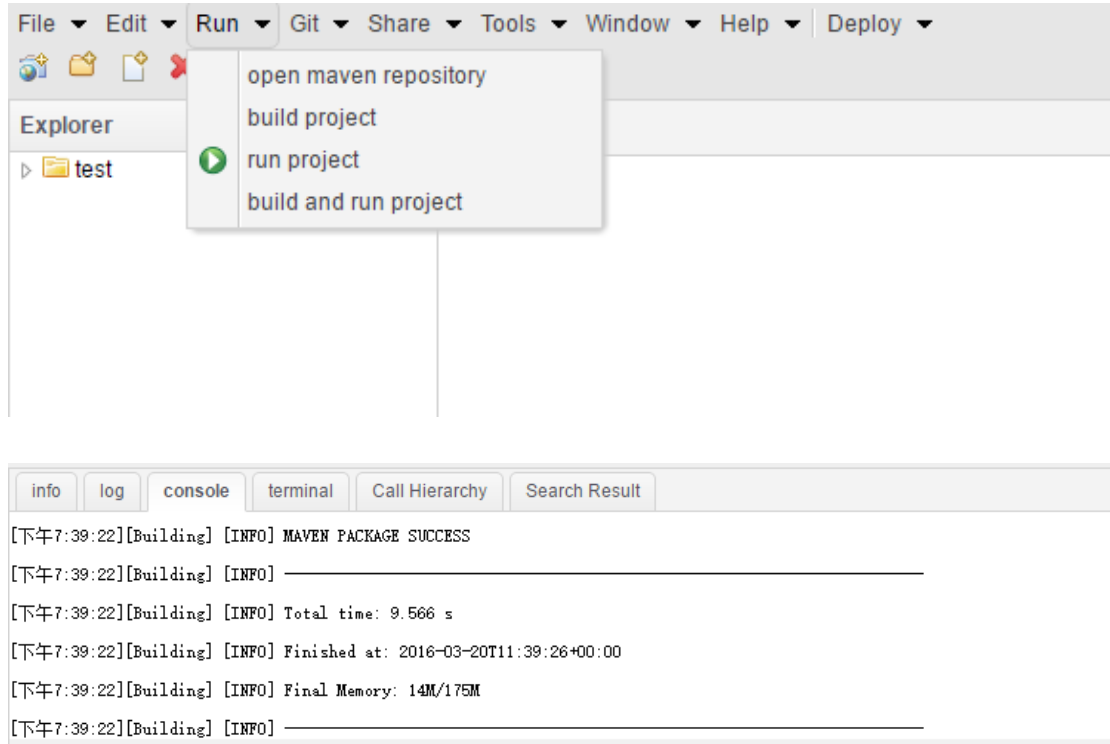 File Edit Run Git Share Tools Window Help Deploy
open maven repository
Explorer
build project
test
run project
build and run project
info log console terminal Call Hierarchy Search Result
[下午7:39:22][Building] [INFO] MAVEN PACKAGE SUCCESS
[下午7:39:22][Building] [INFO] ————————————————————————
[下午7:39:22][Building] [INFO] Total time: 9.566 s
[下午7:39:22][Building] [INFO] Finished at: 2016-03-20T11:39:26+00:00
[下午7:39:22][Building] [INFO] Final Memory: 14M/175M
[下午7:39:22][Building] [INFO] ————————————————————————